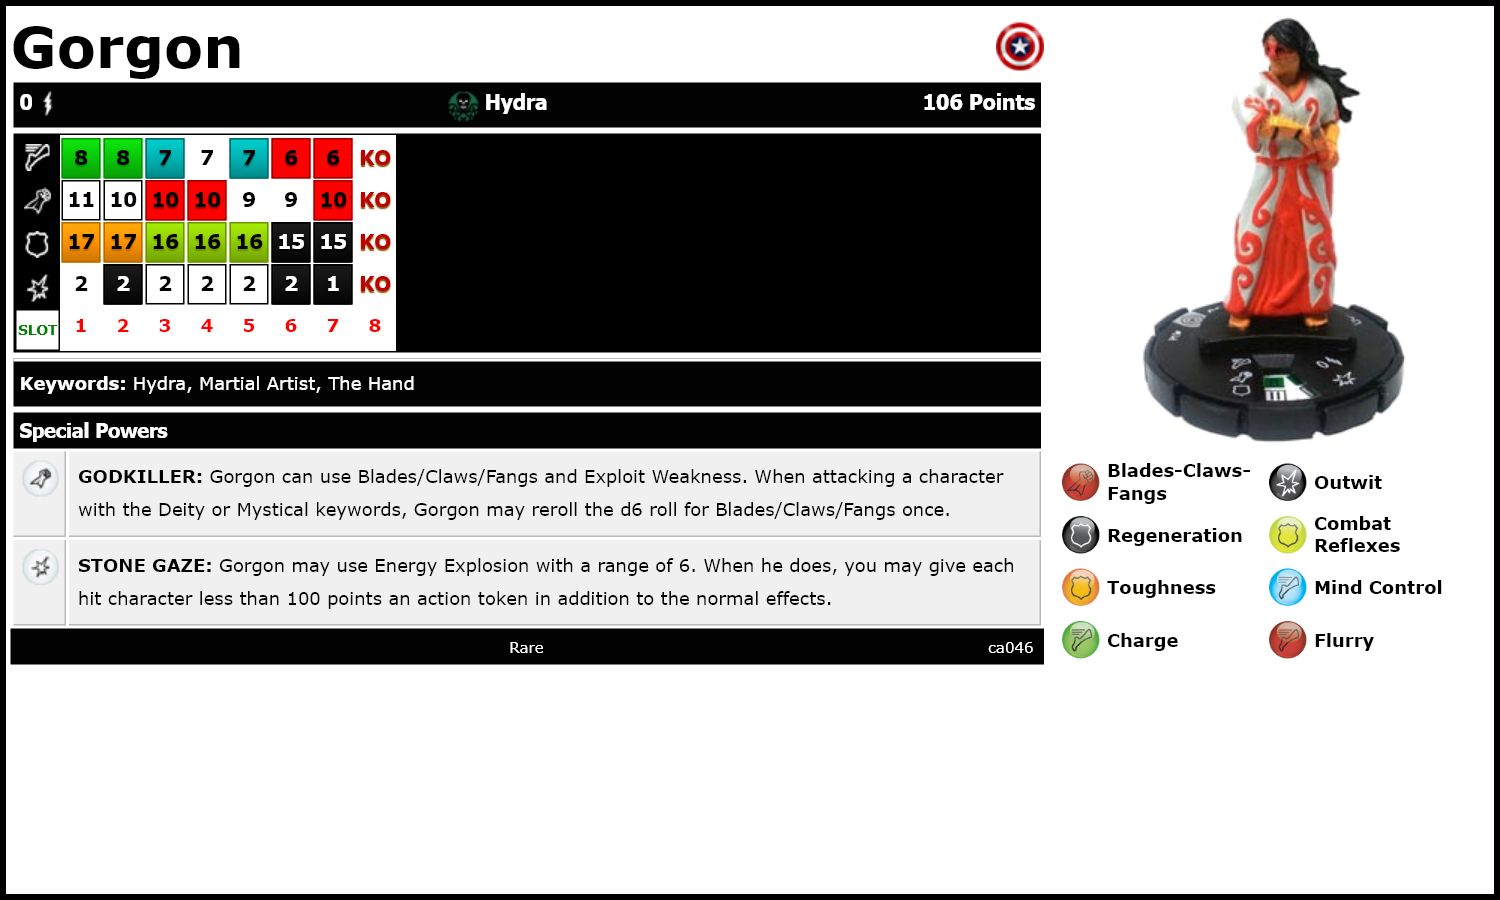 Gorgon
0 Hydra 106 Points
8 8 7 7 7 6 6 KO
11 10 10 10 9 9 10 KO
17 17 16 16 16 15 15 KO
2 2 2 2 2 2 1 KO
SLOT 1 2 3 4 5 6 7 8
Keywords: Hydra, Martial Artist, The Hand
Special Powers
GODKILLER: Gorgon can use Blades/Claws/Fangs and Exploit Weakness. When attacking a character
with the Deity or Mystical keywords, Gorgon may reroll the d6 roll for Blades/Claws/Fangs once.
STONE GAZE: Gorgon may use Energy Explosion with a range of 6. When he does, you may give each
hit character less than 100 points an action token in addition to the normal effects.
Rare ca046
Blades-Claws-
Fangs
Outwit
Regeneration
Combat
Reflexes
Toughness
Mind Control
Charge
Flurry